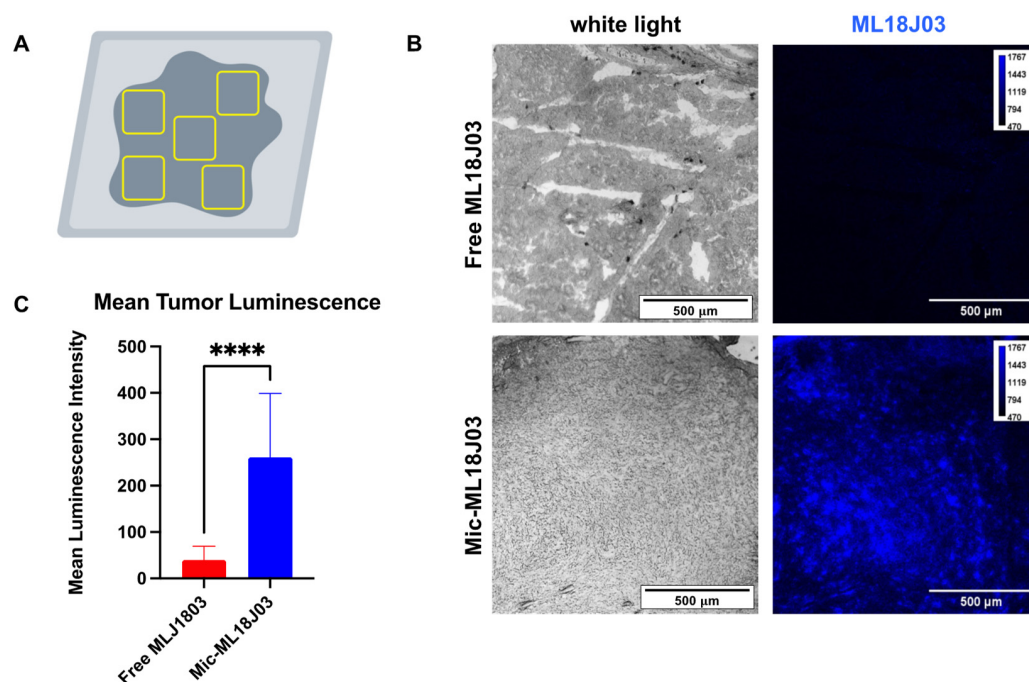 A
B
white light
ML18J03
Free ML18J03
500 μm
1767
1443
1119
794
470
500 μm
Mic-ML18J03
500 μm
1767
1443
1119
794
470
500 μm
C
Mean Tumor Luminescence
Mean Luminescence Intensity
500
400
300
200
100
0
****
Free MLJ1803
Mic-ML18J03